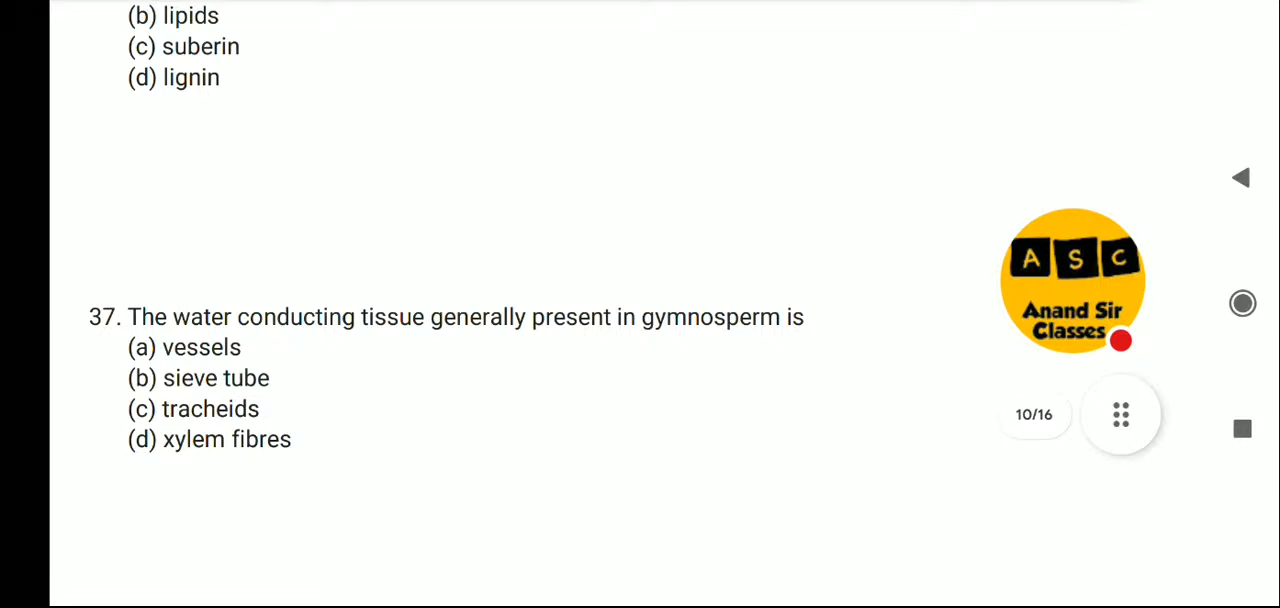 (b) lipids
(c) suberin
(d) lignin
A S C
Anand Sir
Classes
37. The water conducting tissue generally present in gymnosperm is
(a) vessels
(b) sieve tube
(c) tracheids
(d) xylem fibres
10/16